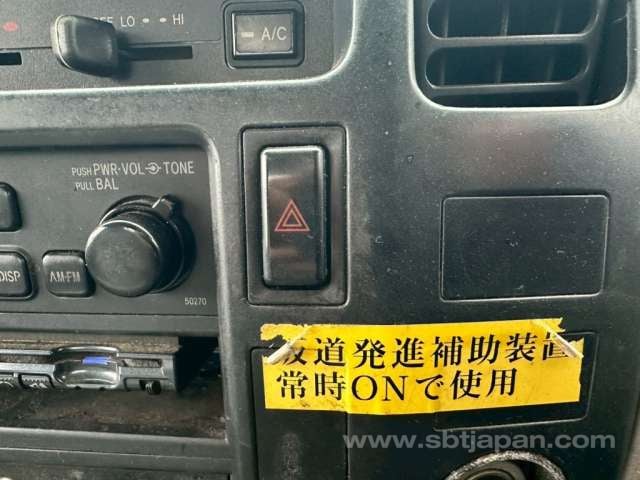 OFF LO HI
A/C
PUSH PWR-VOL TONE
PULL BAL
DISP
AM·FM
50270
坂道発進補助装置
常時ONで使用
www.sbtjapan.com